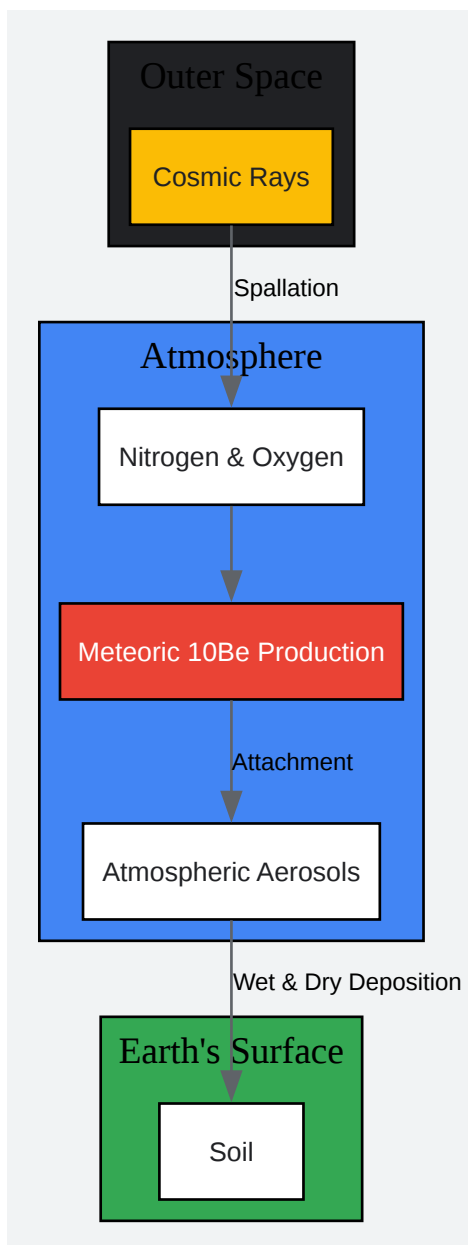 Outer Space
Cosmic Rays
Spallation
Atmosphere
Nitrogen & Oxygen
Meteoric 10Be Production
Attachment
Atmospheric Aerosols
Wet & Dry Deposition
Earth's Surface
Soil